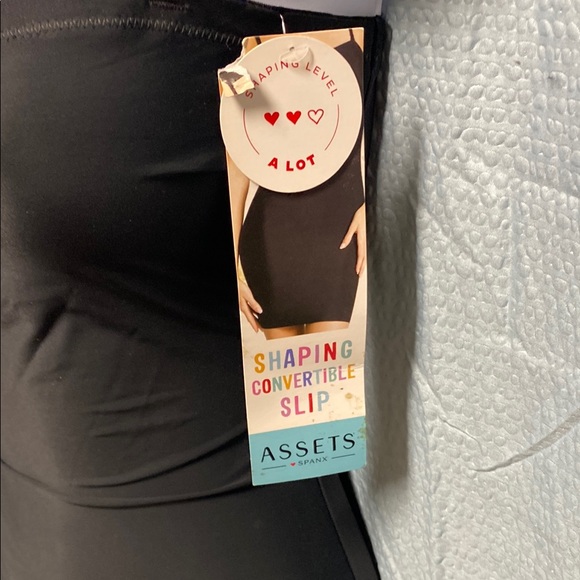 SHAPING LEVEL
A LOT
SHAPING
CONVERTIBLE
SLIP
ASSETS
SPANX